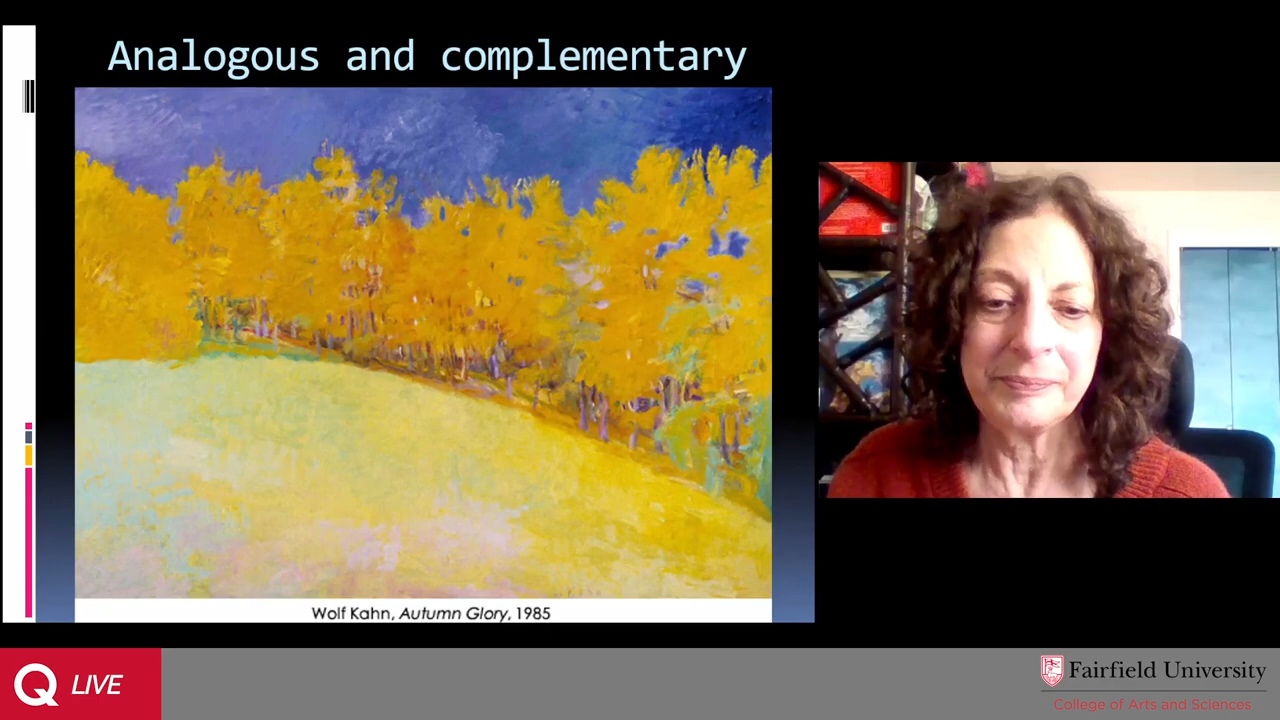 Analogous and complementary
Wolf Kahn, Autumn Glory, 1985
Q LIVE
Fairfield University
College of Arts and Sciences